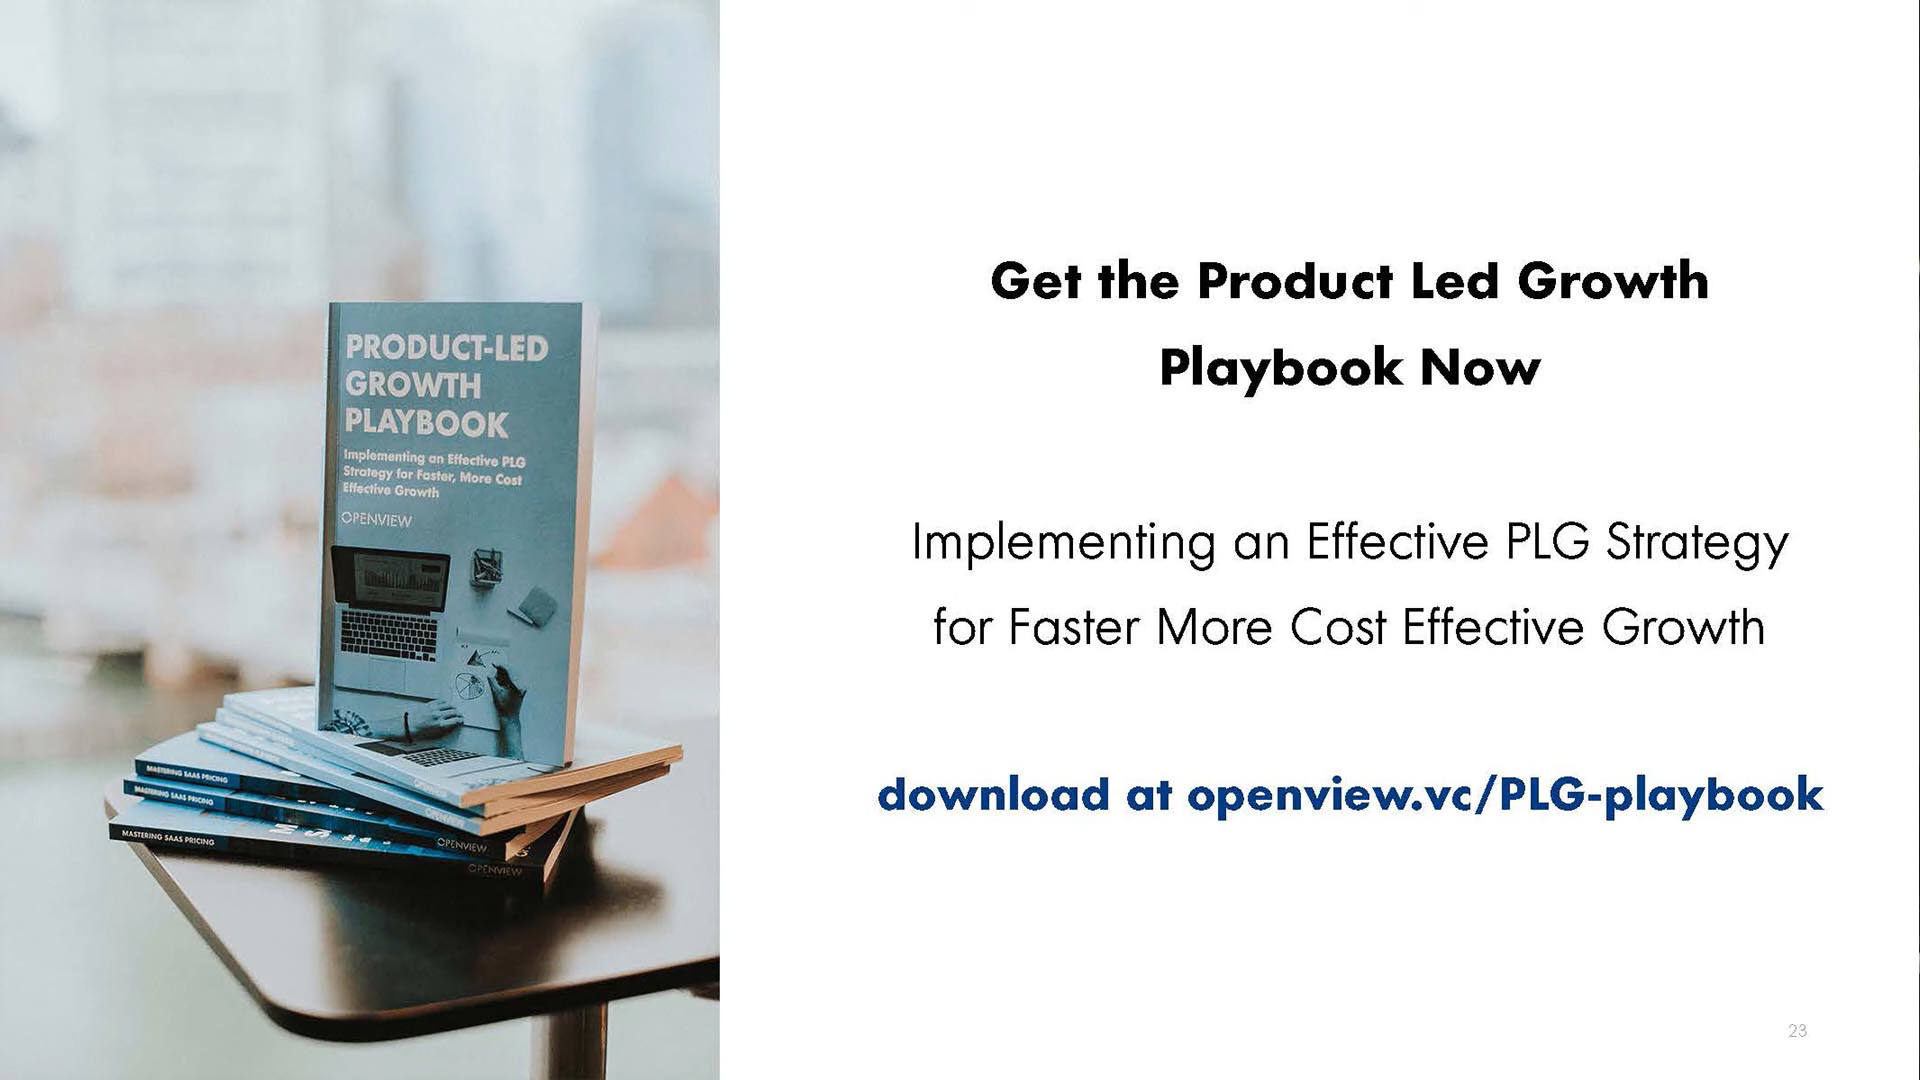 PRODUCT-LED
GROWTH
PLAYBOOK
Implementing an Effective PLG
Strategy for Faster, More Cost
Effective Growth
OPENVIEW
MASTERING SAAS PRICING
MASTERING SAAS PRICING
MASTERING SAAS PRICING
OPENVIEW
OPENVIEW
OPENVIEW
Get the Product Led Growth
Playbook Now
Implementing an Effective PLG Strategy
for Faster More Cost Effective Growth
download at openview.vc/PLG-playbook
23